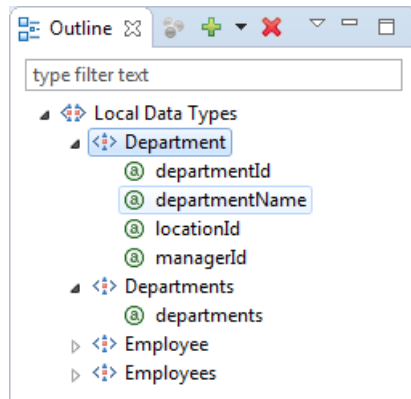 Outline
type filter text
Local Data Types
Department
departmentId
departmentName
locationId
managerId
Departments
departments
Employee
Employees